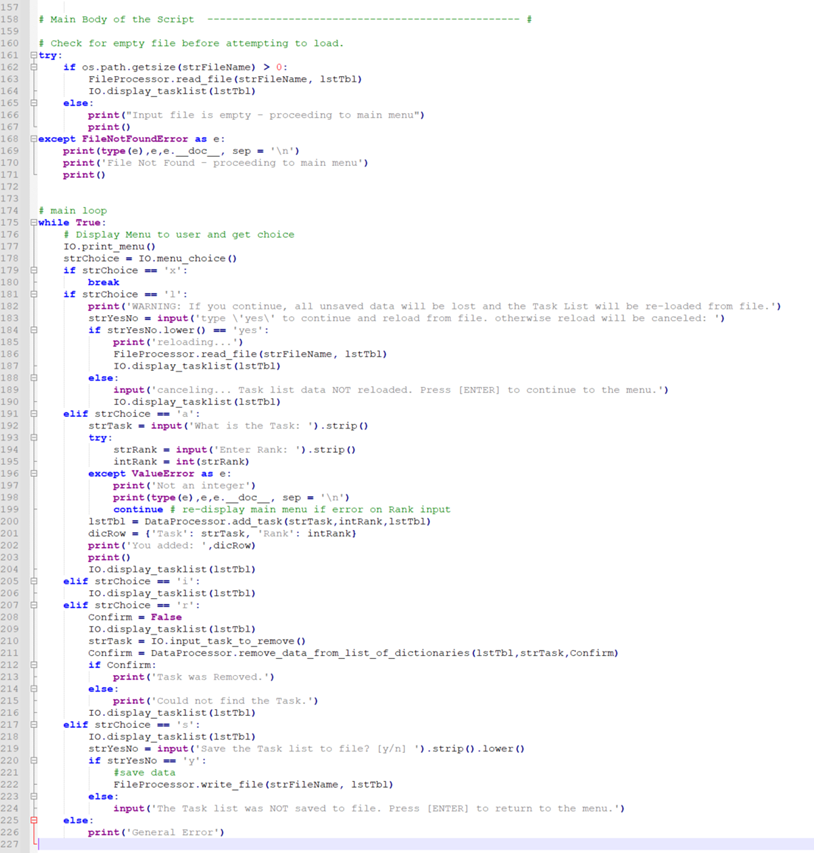 157
158 # Main Body of the Script  -------------------------------------------------- #
159
160 # Check for empty file before attempting to load.
161 try:
162     if os.path.getsize(strFileName) > 0:
163         FileProcessor.read_file(strFileName, lstTbl)
164         IO.display_tasklist(lstTbl)
165     else:
166         print("Input file is empty - proceeding to main menu")
167         print()
168 except FileNotFoundError as e:
169     print(type(e),e,e.__doc__, sep = '\n')
170     print('File Not Found - proceeding to main menu')
171     print()
172
173
174 # main loop
175 while True:
176     # Display Menu to user and get choice
177     IO.print_menu()
178     strChoice = IO.menu_choice()
179     if strChoice == 'x':
180         break
181     if strChoice == 'l':
182         print('WARNING: If you continue, all unsaved data will be lost and the Task List will be re-loaded from file.')
183         strYesNo = input('type \'yes\' to continue and reload from file. otherwise reload will be canceled: ')
184         if strYesNo.lower() == 'yes':
185             print('reloading...')
186             FileProcessor.read_file(strFileName, lstTbl)
187             IO.display_tasklist(lstTbl)
188         else:
189             input('canceling... Task list data NOT reloaded. Press [ENTER] to continue to the menu.')
190             IO.display_tasklist(lstTbl)
191     elif strChoice == 'a':
192         strTask = input('What is the Task: ').strip()
193         try:
194             strRank = input('Enter Rank: ').strip()
195             intRank = int(strRank)
196         except ValueError as e:
197             print('Not an integer')
198             print(type(e),e,e.__doc__, sep = '\n')
199             continue # re-display main menu if error on Rank input
200         lstTbl = DataProcessor.add_task(strTask,intRank,lstTbl)
201         dicRow = {'Task': strTask, 'Rank': intRank}
202         print('You added: ',dicRow)
203         print()
204         IO.display_tasklist(lstTbl)
205     elif strChoice == 'i':
206         IO.display_tasklist(lstTbl)
207     elif strChoice == 'r':
208         Confirm = False
209         IO.display_tasklist(lstTbl)
210         strTask = IO.input_task_to_remove()
211         Confirm = DataProcessor.remove_data_from_list_of_dictionaries(lstTbl,strTask,Confirm)
212         if Confirm:
213             print('Task was Removed.')
214         else:
215             print('Could not find the Task.')
216         IO.display_tasklist(lstTbl)
217     elif strChoice == 's':
218         IO.display_tasklist(lstTbl)
219         strYesNo = input('Save the Task list to file? [y/n] ').strip().lower()
220         if strYesNo == 'y':
221             #save data
222             FileProcessor.write_file(strFileName, lstTbl)
223         else:
224             input('The Task list was NOT saved to file. Press [ENTER] to return to the menu.')
225     else:
226         print('General Error')
227